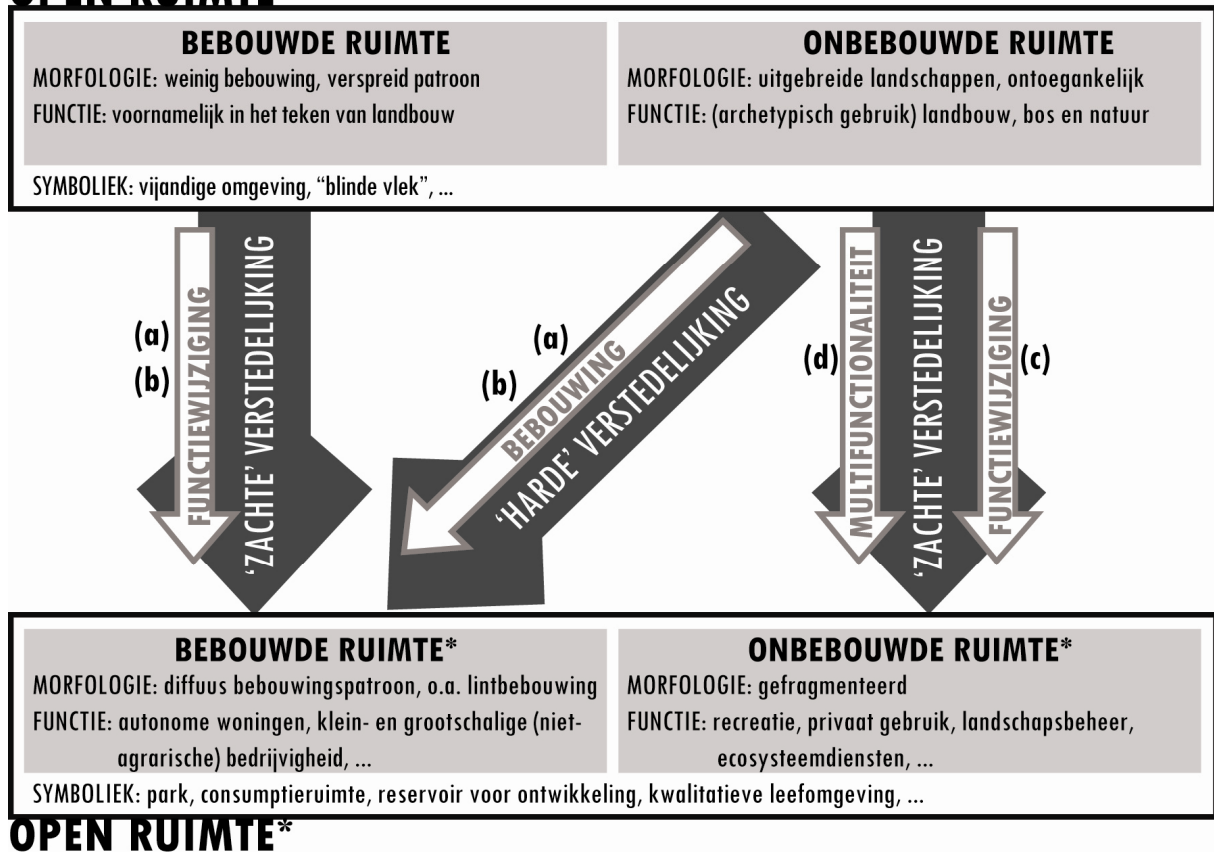 OPEN RUIMTE
BEBOUWDE RUIMTE
MORFOLOGIE: weinig bebouwing, verspreid patroon
FUNCTIE: voornamelijk in het teken van landbouw
ONBEBOUWDE RUIMTE
MORFOLOGIE: uitgebreide landschappen, ontoegankelijk
FUNCTIE: (archetypisch gebruik) landbouw, bos en natuur
SYMBOLIEK: vijandige omgeving, “blinde vlek”, ...
(a)
(b)
FUNCTIEWIJZIGING
‘ZACHTE’ VERSTEDELIJKING
(a)
(b)
BEBOUWING
‘HARDE’ VERSTEDELIJKING
(d)
MULTIFUNCTIONALITEIT
‘ZACHTE’ VERSTEDELIJKING
FUNCTIEWIJZIGING
(c)
BEBOUWDE RUIMTE*
MORFOLOGIE: diffuus bebouwingspatroon, o.a. lintbebouwing
FUNCTIE: autonome woningen, klein- en grootschalige (niet-
agrarische) bedrijvigheid, ...
ONBEBOUWDE RUIMTE*
MORFOLOGIE: gefragmenteerd
FUNCTIE: recreatie, privaat gebruik, landschapsbeheer,
ecosysteemdiensten, ...
SYMBOLIEK: park, consumptieruimte, reservoir voor ontwikkeling, kwalitatieve leefomgeving, ...
OPEN RUIMTE*